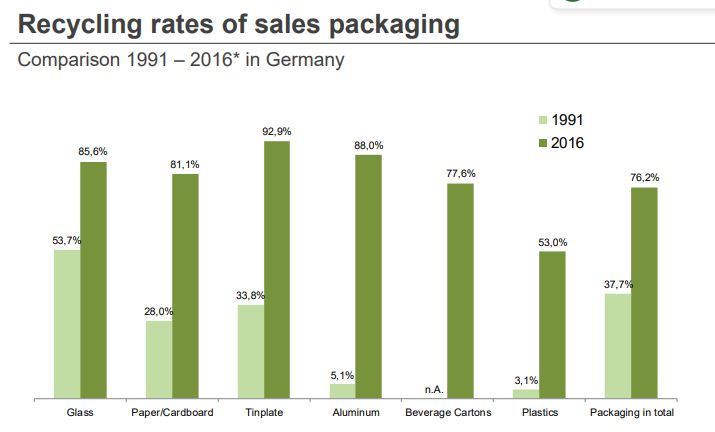 Recycling rates of sales packaging
Comparison 1991 – 2016* in Germany
1991
2016
53,7%
85,6%
28,0%
81,1%
33,8%
92,9%
5,1%
88,0%
n.A.
77,6%
3,1%
53,0%
37,7%
76,2%
Glass
Paper/Cardboard
Tinplate
Aluminum
Beverage Cartons
Plastics
Packaging in total